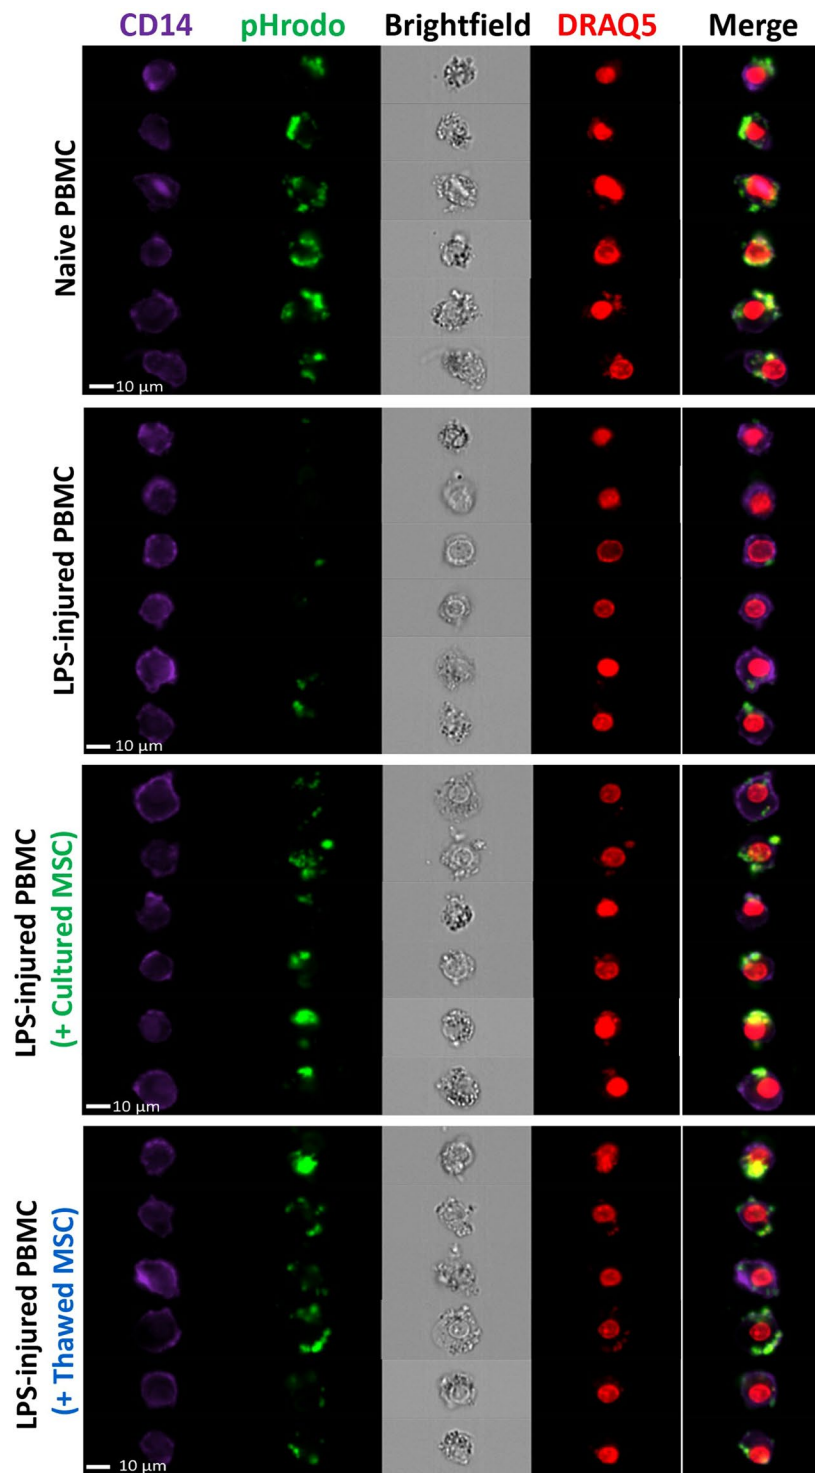 CD14 pHrodo Brightfield DRAQ5 Merge
Naive PBMC
10 µm
LPS-injured PBMC
10 µm
LPS-injured PBMC
(+ Cultured MSC)
10 µm
LPS-injured PBMC
(+ Thawed MSC)
10 µm